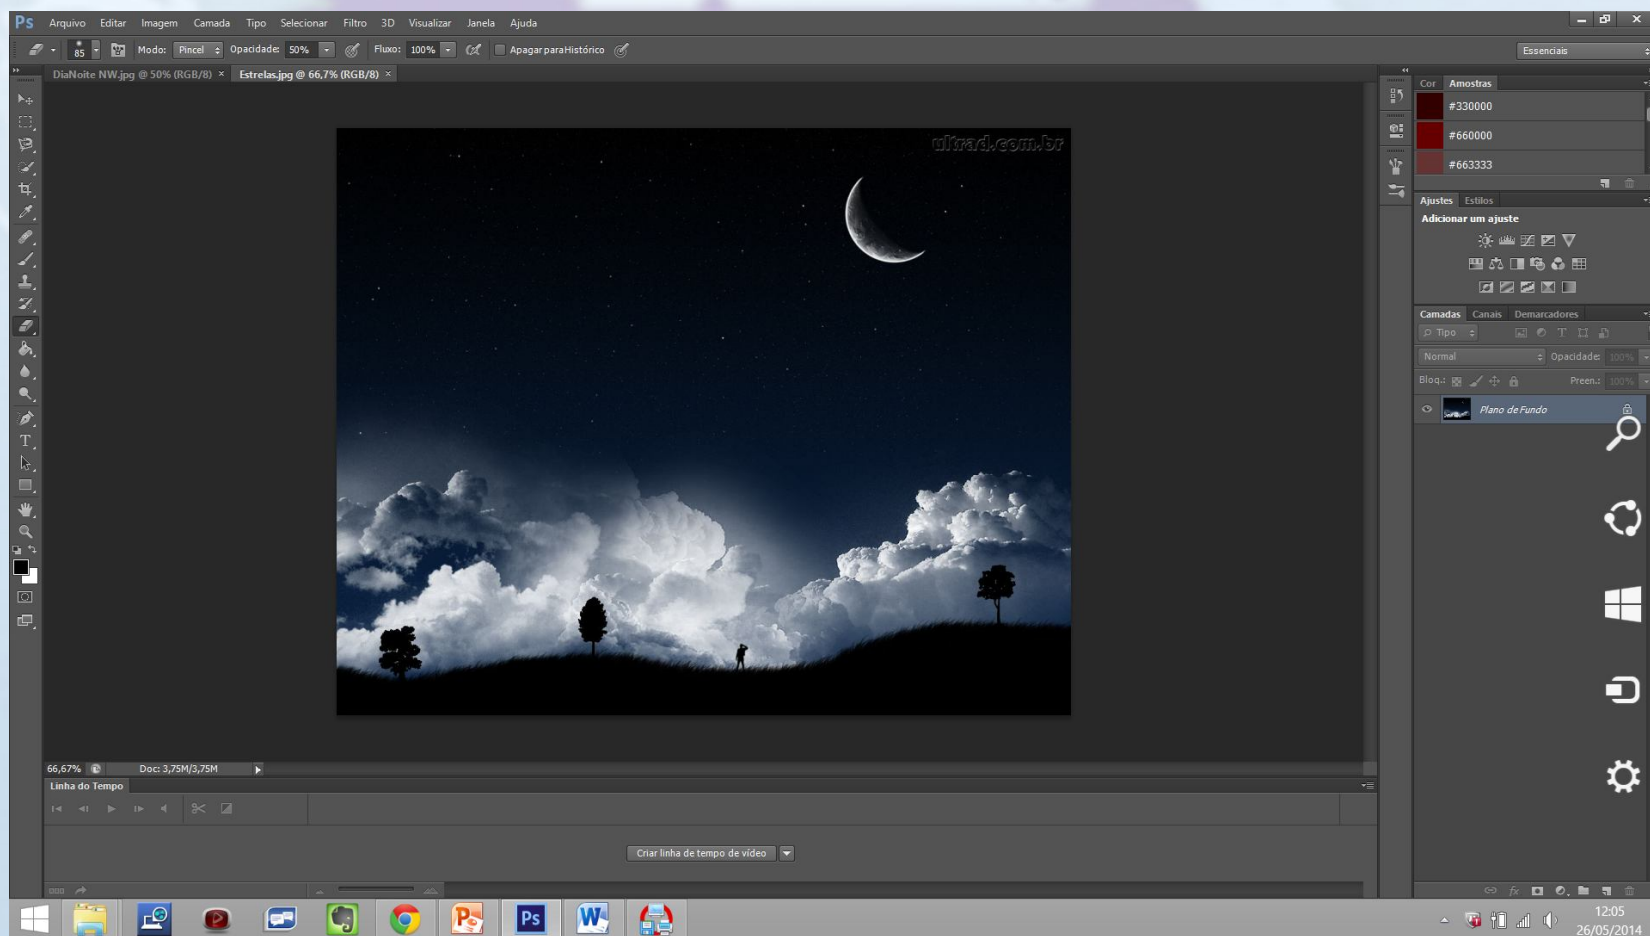 Ps Arquivo Editar Imagem Camada Tipo Selecionar Filtro 3D Visualizar Janela Ajuda
85 Modo: Pincel Opacidade: 50% Fluxo: 100% Apagar para Histórico Essenciais
DiaNoite NW.jpg @ 50% (RGB/8) × Estrelas.jpg @ 66,7% (RGB/8) ×
Cor Amostras
#330000
#660000
#663333
ultrad.com.br
Ajustes Estilos
Adicionar um ajuste
Camadas Canais Demarcadores
Tipo
Normal Opacidade: 100%
Bloq.: Preen.: 100%
Plano de Fundo
66,67% Doc: 3,75M/3,75M
Linha do Tempo
Criar linha de tempo de vídeo
fx
Ps
12:05
26/05/2014